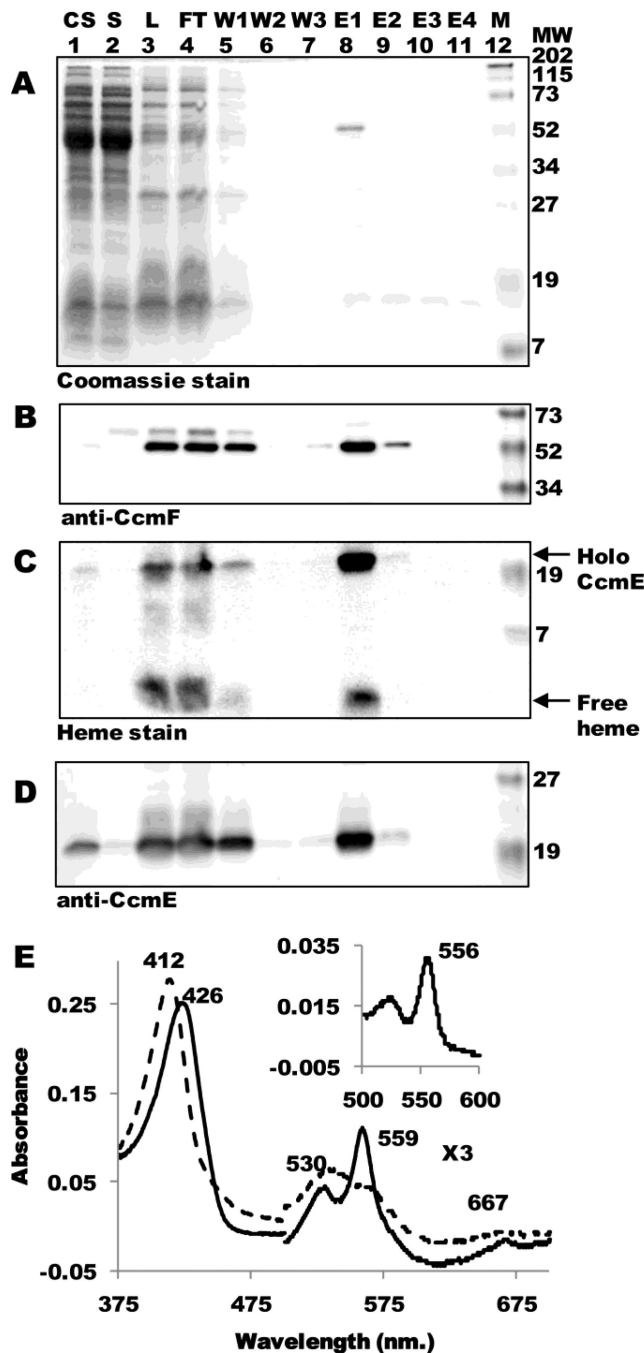 CS S L FT W1 W2 W3 E1 E2 E3 E4 M MW
1 2 3 4 5 6 7 8 9 10 11 12 202
A
115
73
52
34
27
19
7
Coomassie stain
B
73
52
34
anti-CcmF
C
Holo
CcmE
19
7
Free
heme
Heme stain
D
27
19
anti-CcmE
E
412
426
0.25
0.15
0.05
-0.05
Absorbance
0.035
0.015
-0.005
556
500 550 600
530
559
X3
667
375 475 575 675
Wavelength (nm.)